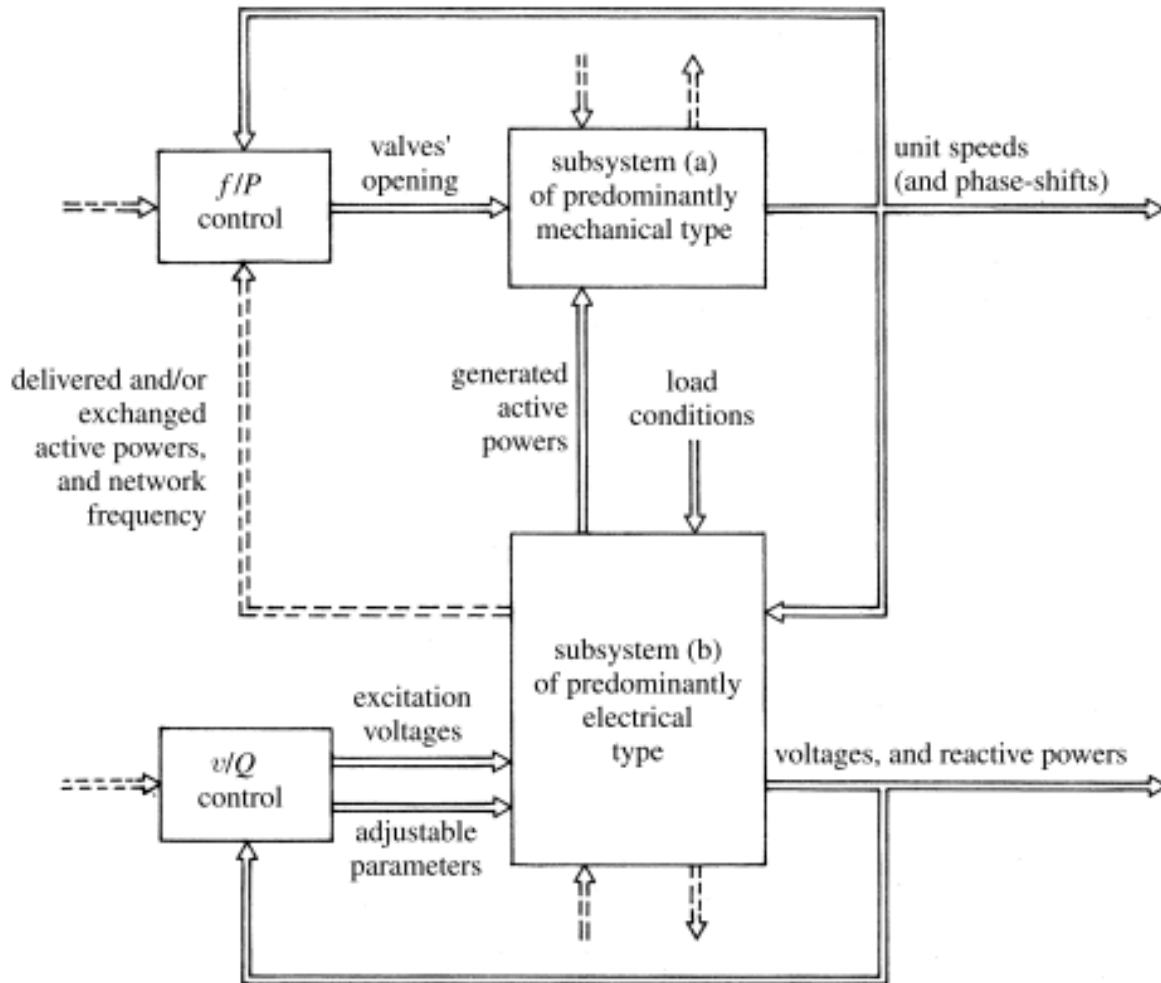 valves'
opening
f/P
control
subsystem (a)
of predominantly
mechanical type
unit speeds
(and phase-shifts)
delivered and/or
exchanged
active powers,
and network
frequency
generated
active
powers
load
conditions
subsystem (b)
of predominantly
electrical
type
excitation
voltages
v/Q
control
adjustable
parameters
voltages, and reactive powers